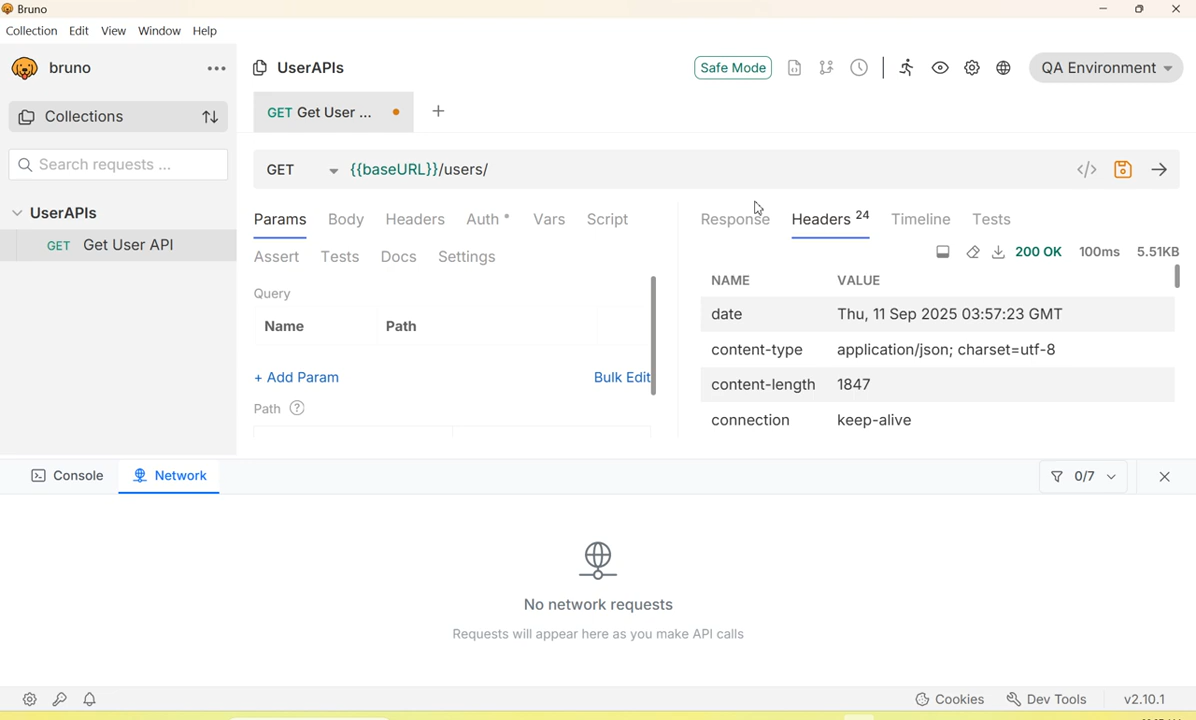 Bruno
Collection Edit View Window Help
bruno
UserAPIs
Safe Mode
QA Environment
Collections
GET Get User ...
+
Search requests ...
GET {{baseURL}}/users/
</>
UserAPIs
GET Get User API
Params Body Headers Auth * Vars Script
Assert Tests Docs Settings
Response Headers 24 Timeline Tests
200 OK 100ms 5.51KB
Query
Name Path
+ Add Param Bulk Edit
Path ?
NAME VALUE
date Thu, 11 Sep 2025 03:57:23 GMT
content-type application/json; charset=utf-8
content-length 1847
connection keep-alive
Console Network
0/7
No network requests
Requests will appear here as you make API calls
Cookies Dev Tools v2.10.1